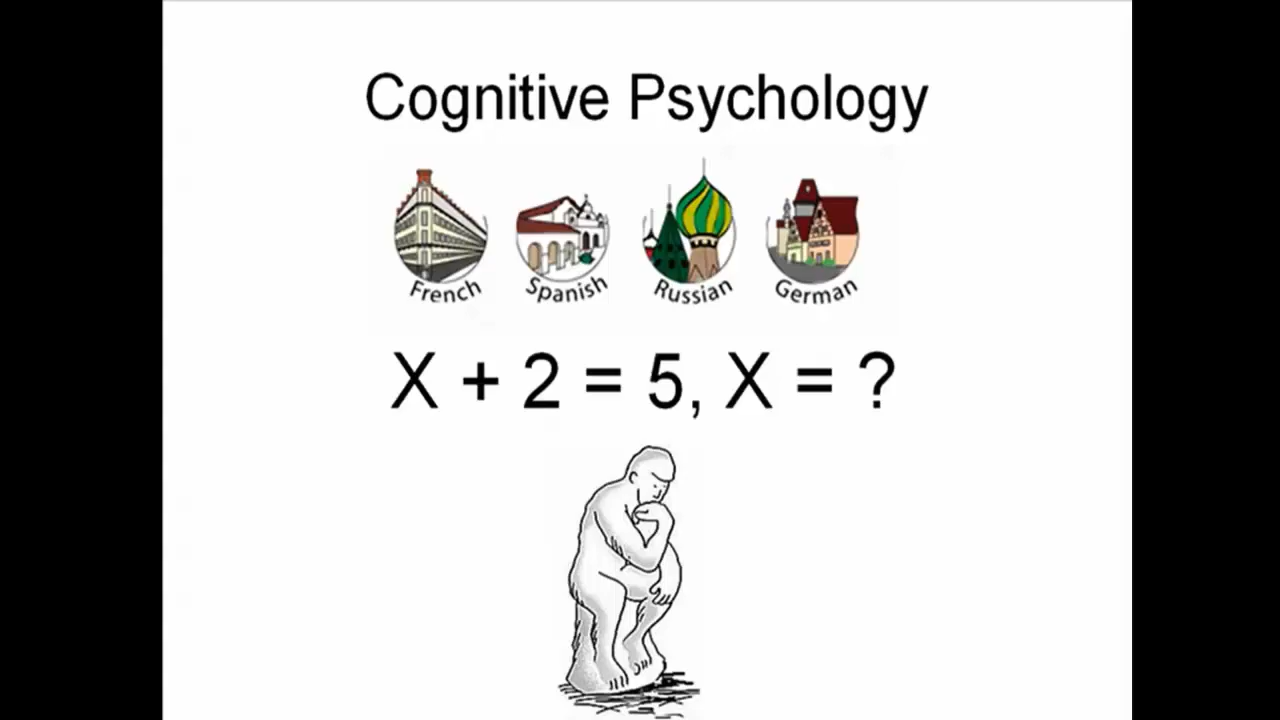 Cognitive Psychology
French Spanish Russian German
X + 2 = 5, X = ?